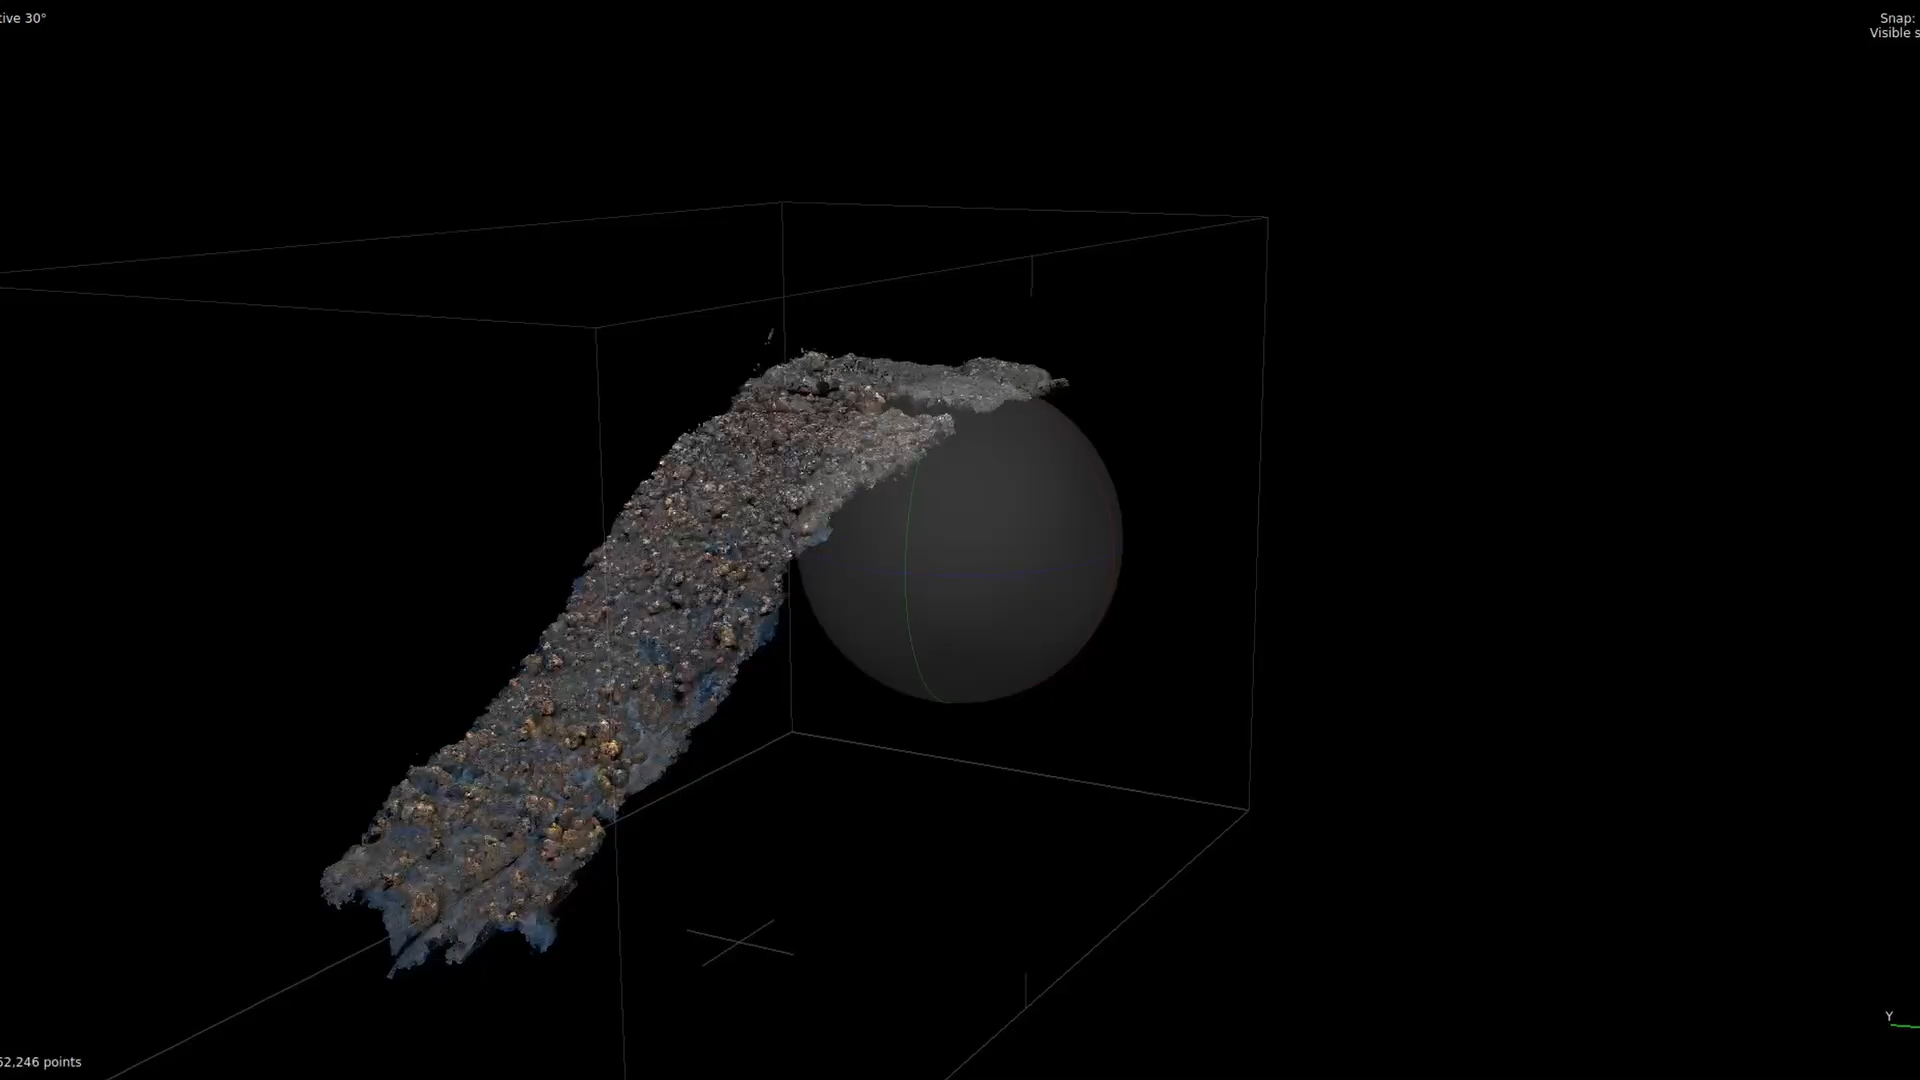 tive 30°
Snap:
Visible s
52,246 points
Y